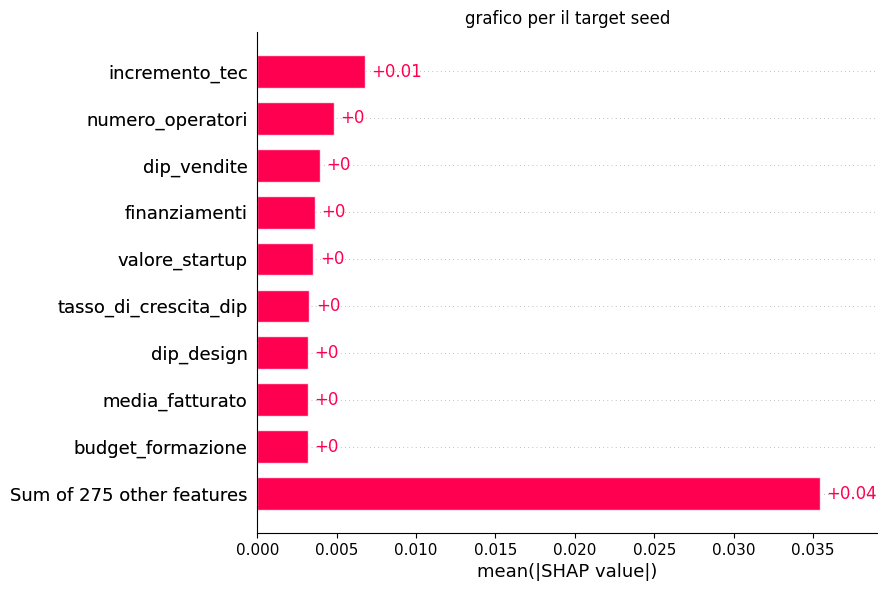 grafico per il target seed
incremento_tec +0.01
numero_operatori +0
dip_vendite +0
finanziamenti +0
valore_startup +0
tasso_di_crescita_dip +0
dip_design +0
media_fatturato +0
budget_formazione +0
Sum of 275 other features +0.04
0.000 0.005 0.010 0.015 0.020 0.025 0.030 0.035
mean(|SHAP value|)